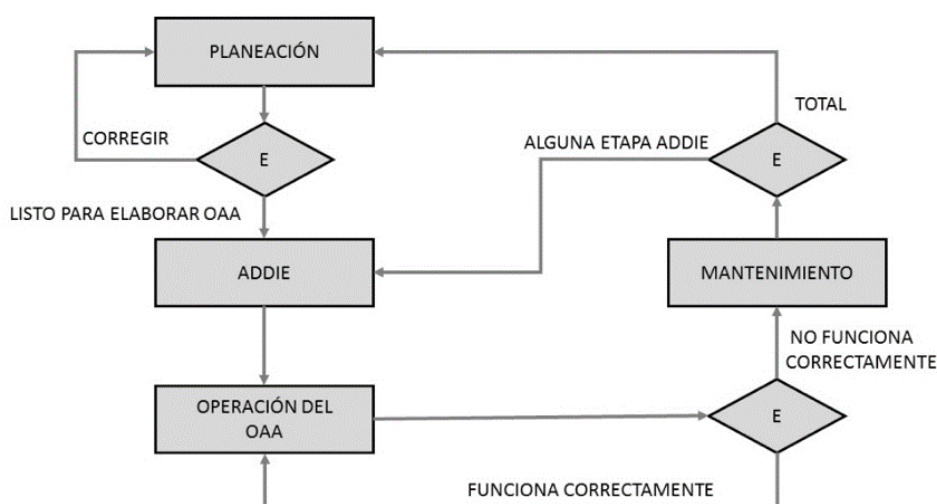 PLANEACIÓN
TOTAL
CORREGIR
ALGUNA ETAPA ADDIE
E
E
LISTO PARA ELABORAR OAA
ADDIE
MANTENIMIENTO
NO FUNCIONA
CORRECTAMENTE
OPERACIÓN DEL
OAA
E
FUNCIONA CORRECTAMENTE